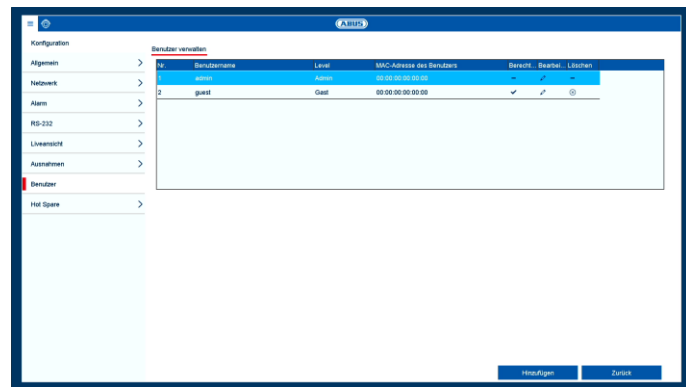 ABUS
Konfiguration
Benutzer verwalten
Allgemein
Netzwerk
Alarm
RS-232
Liveansicht
Ausnahmen
Benutzer
Hot Spare
Nr. Benutzername Level MAC-Adresse des Benutzers Berecht... Bearbei... Löschen
1 admin Admin 00:00:00:00:00:00
2 guest Gast 00:00:00:00:00:00
Hinzufügen Zurück